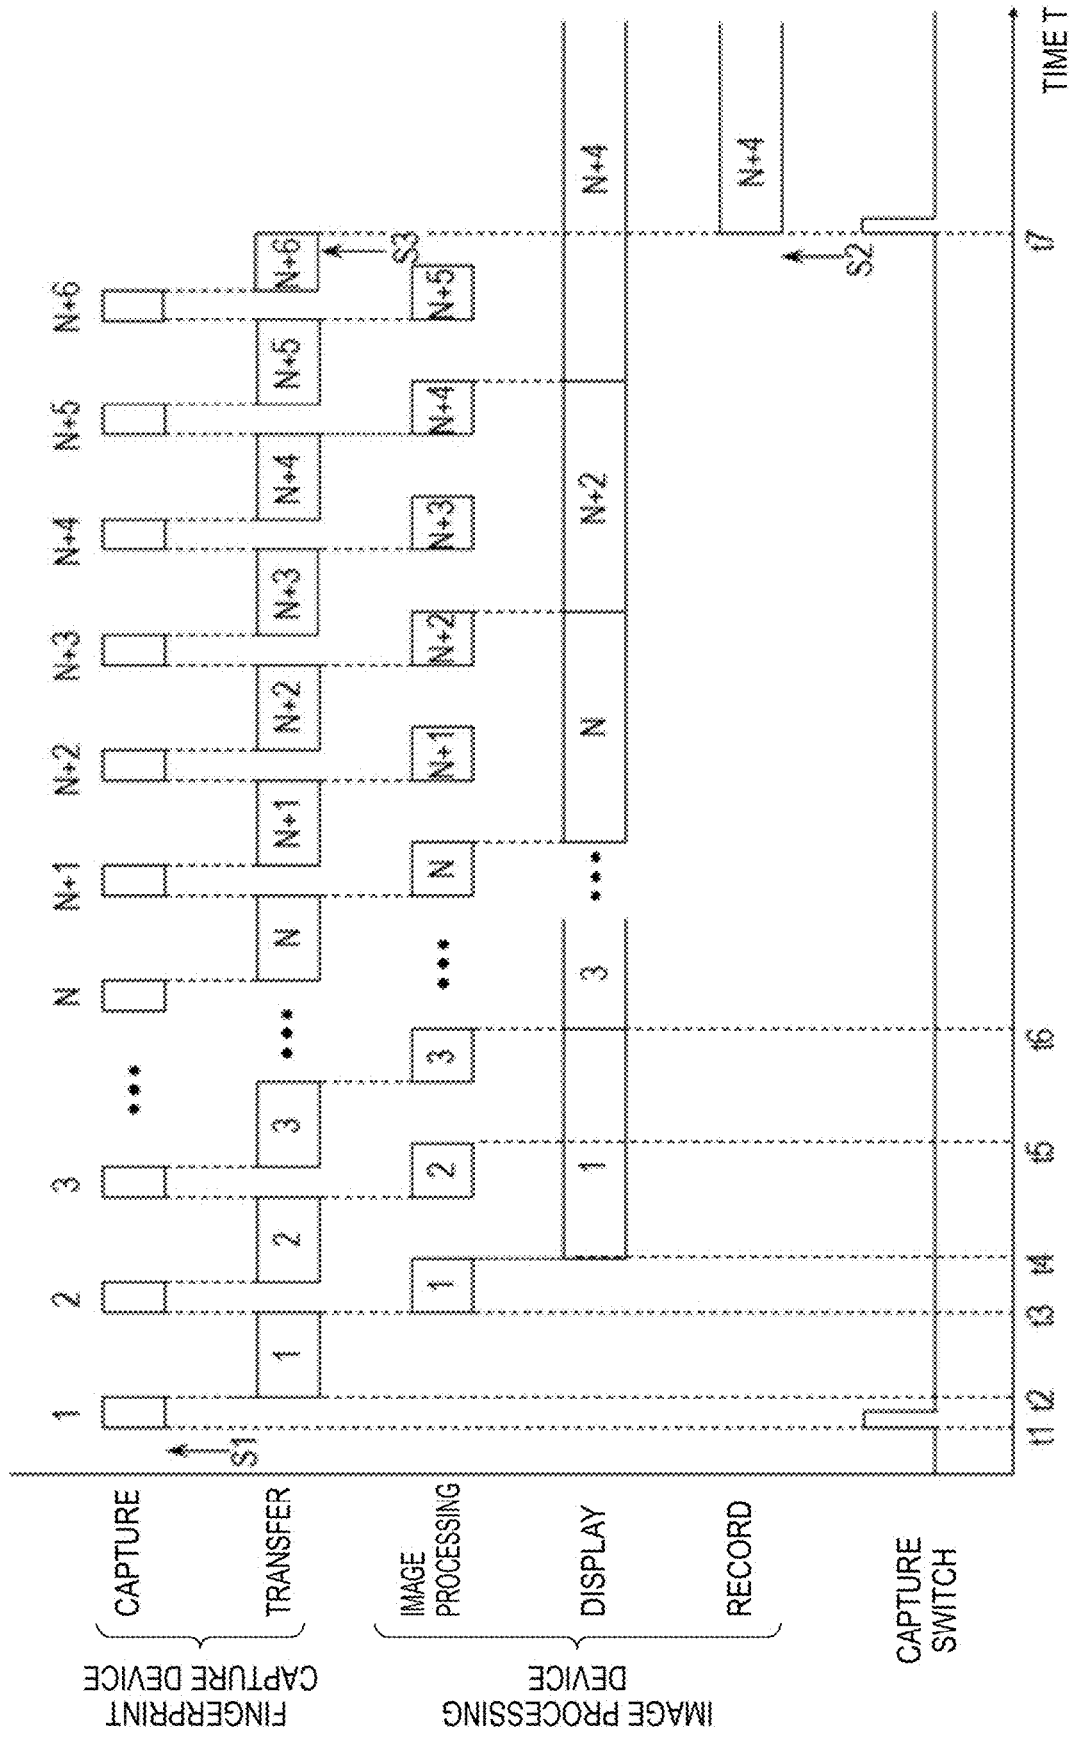 FINGERPRINT
CAPTURE DEVICE
CAPTURE
1 2 3 N N+1 N+2 N+3 N+4 N+5 N+6
S1
TRANSFER
1 2 3 N N+1 N+2 N+3 N+4 N+5 N+6
S3
IMAGE PROCESSING
DEVICE
IMAGE
PROCESSING
1 2 3 N N+1 N+2 N+3 N+4 N+5
DISPLAY
1 3 N N+2 N+4
RECORD
N+4
S2
CAPTURE
SWITCH
t1 t2 t3 t4 t5 t6 t7
TIME T